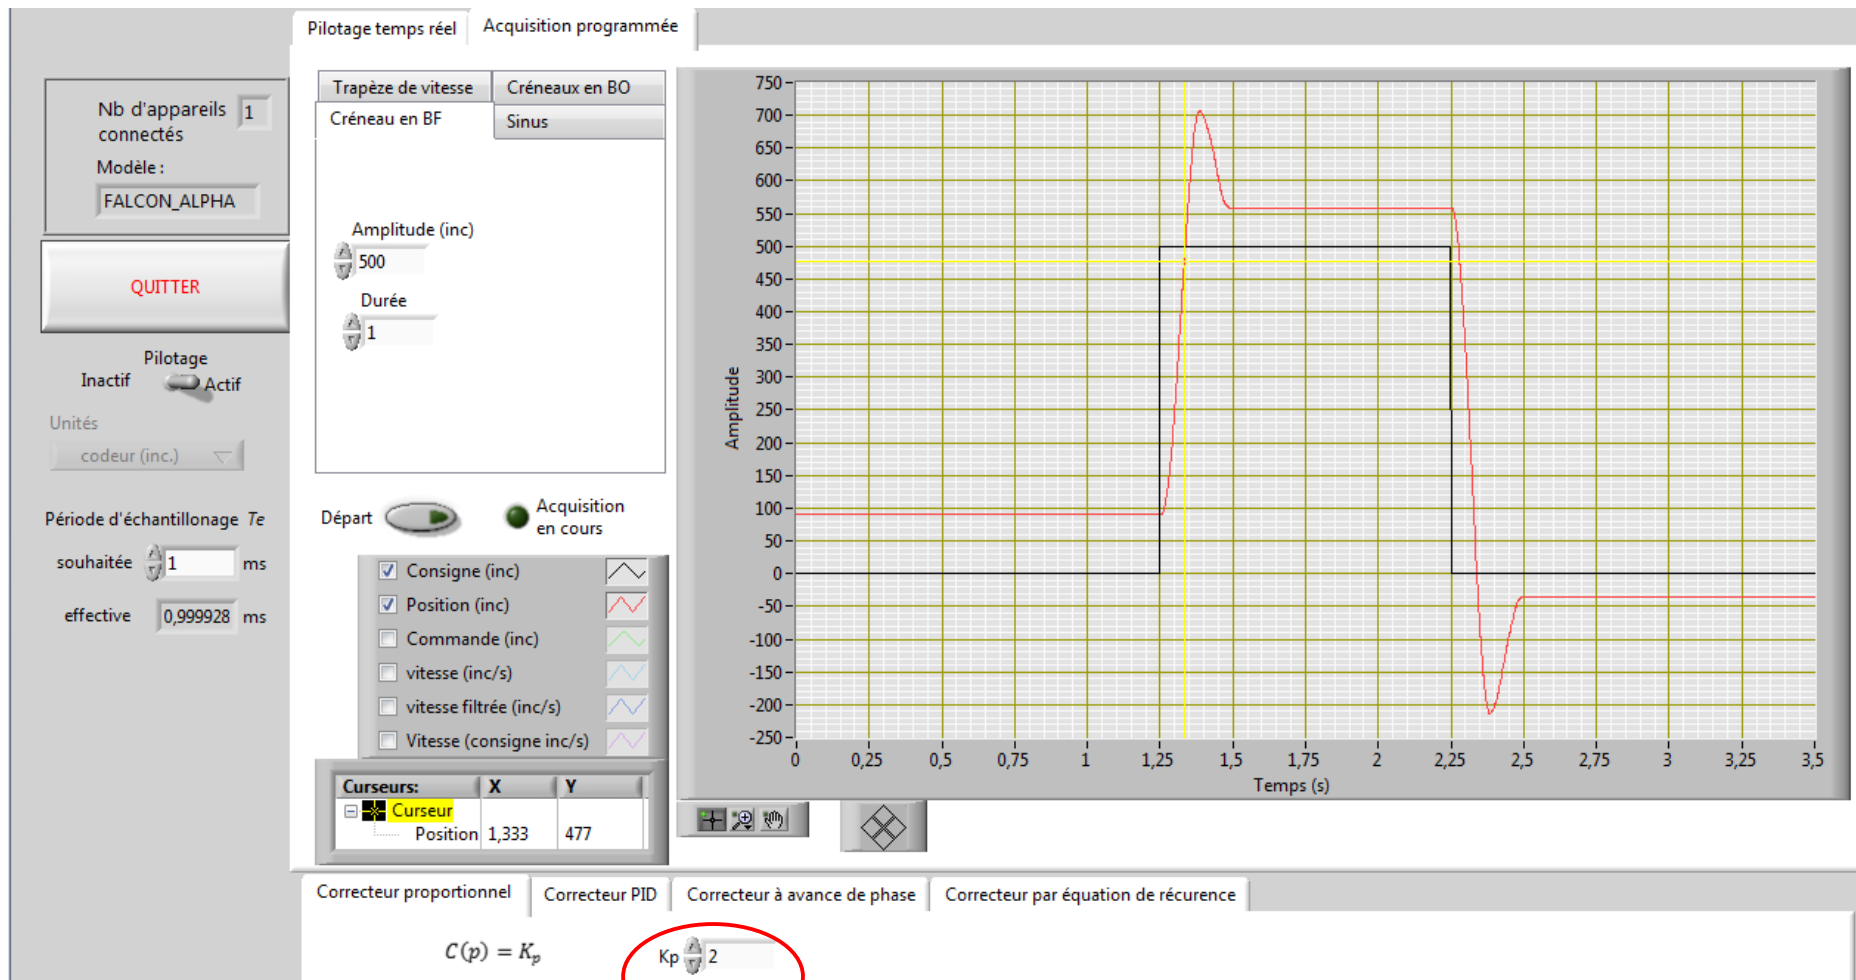 Pilotage temps réel
Acquisition programmée
Nb d'appareils connectés
1
Modèle :
FALCON_ALPHA
QUITTER
Pilotage
Inactif
Actif
Unités
codeur (inc.)
Période d'échantillonage Te
souhaitée 1 ms
effective 0,999928 ms
Trapèze de vitesse
Créneaux en BO
Créneau en BF
Sinus
Amplitude (inc)
500
Durée
1
Départ
Acquisition en cours
Consigne (inc)
Position (inc)
Commande (inc)
vitesse (inc/s)
vitesse filtrée (inc/s)
Vitesse (consigne inc/s)
Curseurs: X Y
Curseur
Position 1,333 477
Amplitude
750
700
650
600
550
500
450
400
350
300
250
200
150
100
50
0
-50
-100
-150
-200
-250
0 0,25 0,5 0,75 1 1,25 1,5 1,75 2 2,25 2,5 2,75 3 3,25 3,5
Temps (s)
Correcteur proportionnel
Correcteur PID
Correcteur à avance de phase
Correcteur par équation de récurence
C(p) = Kp
Kp 2